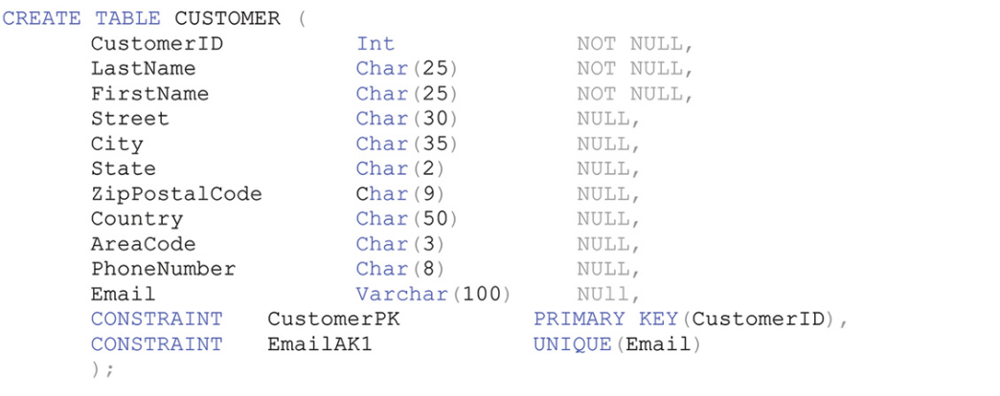 CREATE TABLE CUSTOMER (
CustomerID Int NOT NULL,
LastName Char(25) NOT NULL,
FirstName Char(25) NOT NULL,
Street Char(30) NULL,
City Char(35) NULL,
State Char(2) NULL,
ZipPostalCode Char(9) NULL,
Country Char(50) NULL,
AreaCode Char(3) NULL,
PhoneNumber Char(8) NULL,
Email Varchar(100) NUll,
CONSTRAINT CustomerPK PRIMARY KEY(CustomerID),
CONSTRAINT EmailAK1 UNIQUE(Email)
);